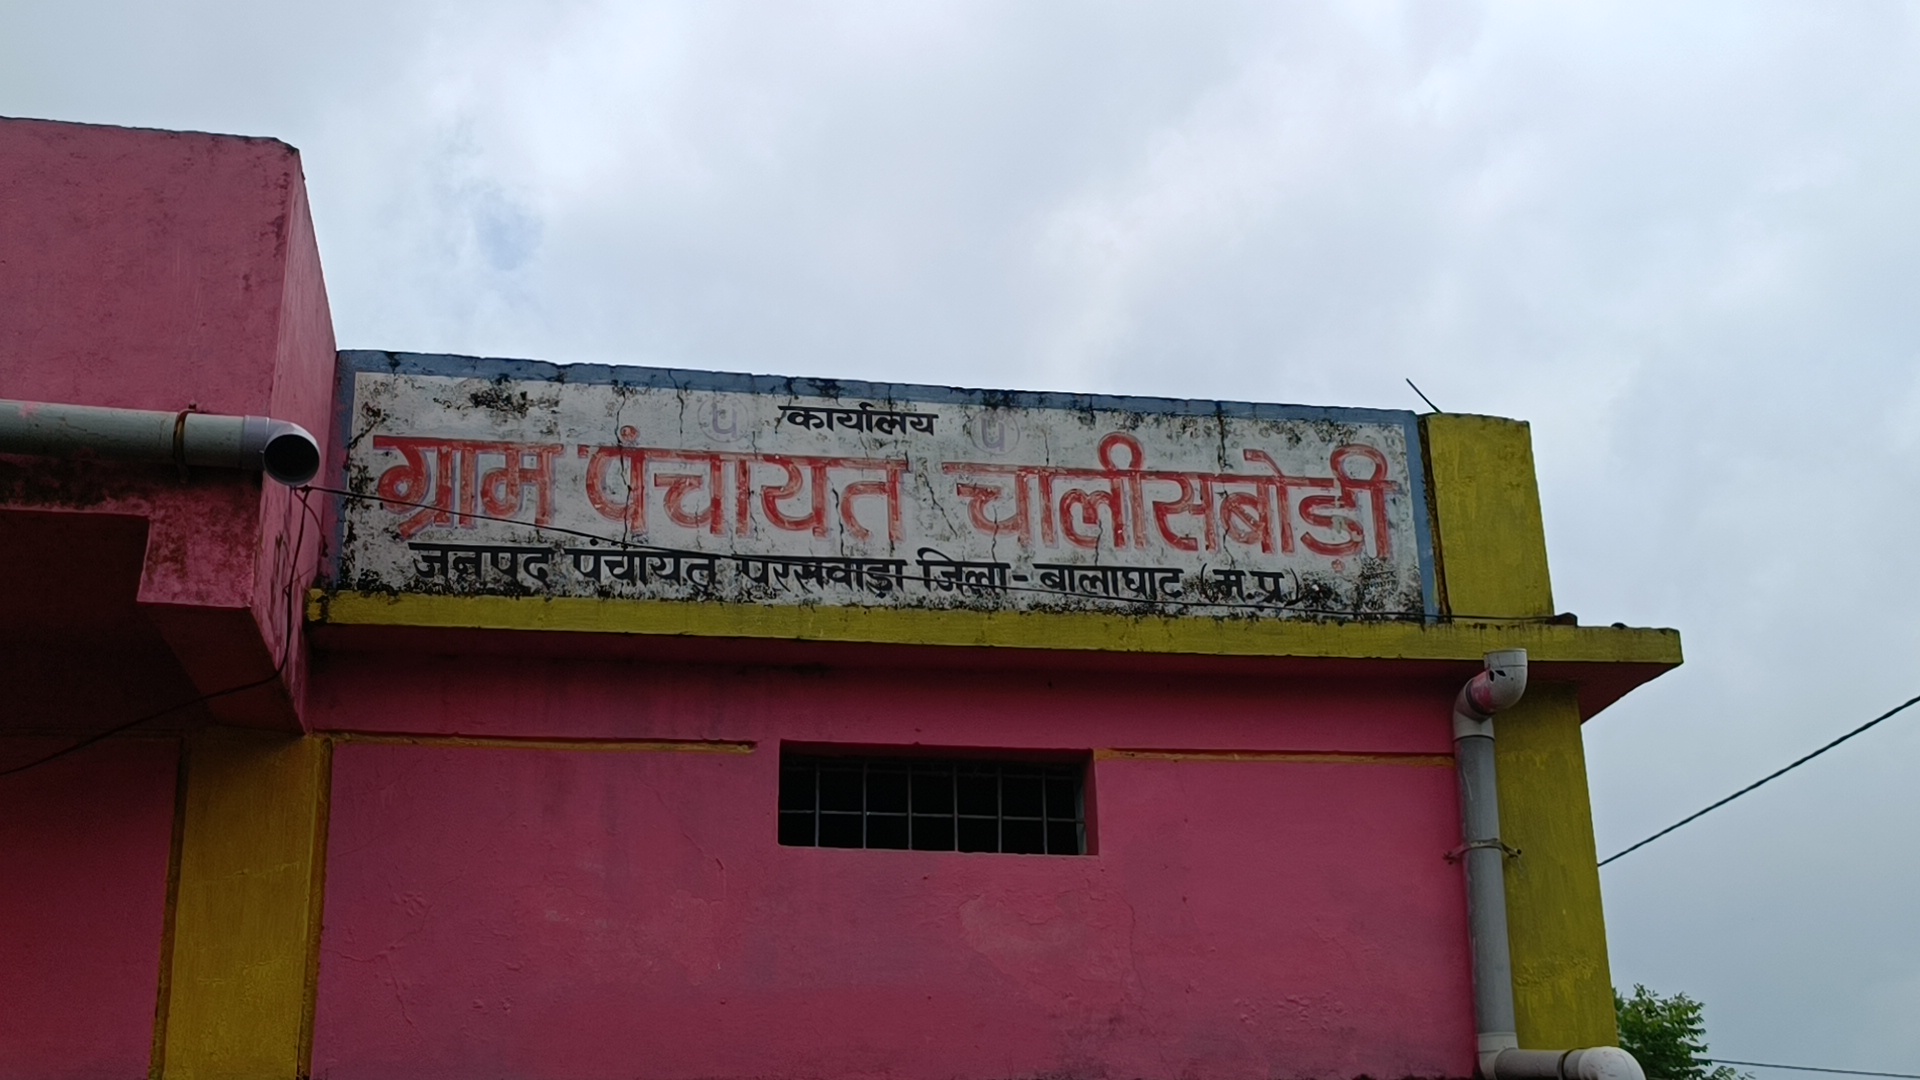 कार्यालय
ग्राम पंचायत चालीसबोड़ी
जनपद पंचायत परसवाड़ा जिला- बालाघाट (म.प्र.)